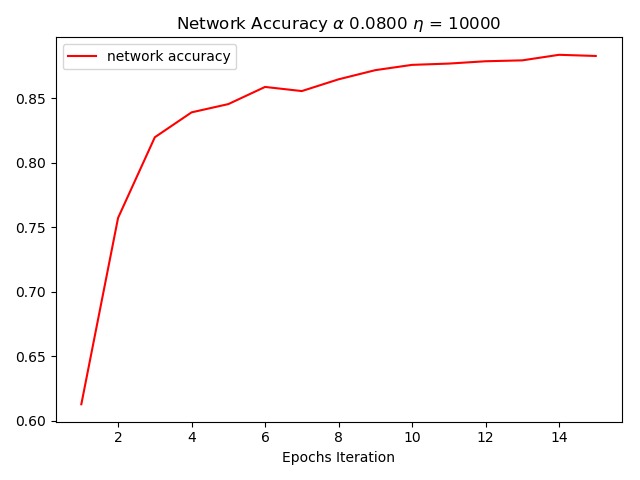 Network Accuracy α 0.0800 η = 10000
network accuracy
0.85
0.80
0.75
0.70
0.65
0.60
2 4 6 8 10 12 14
Epochs Iteration